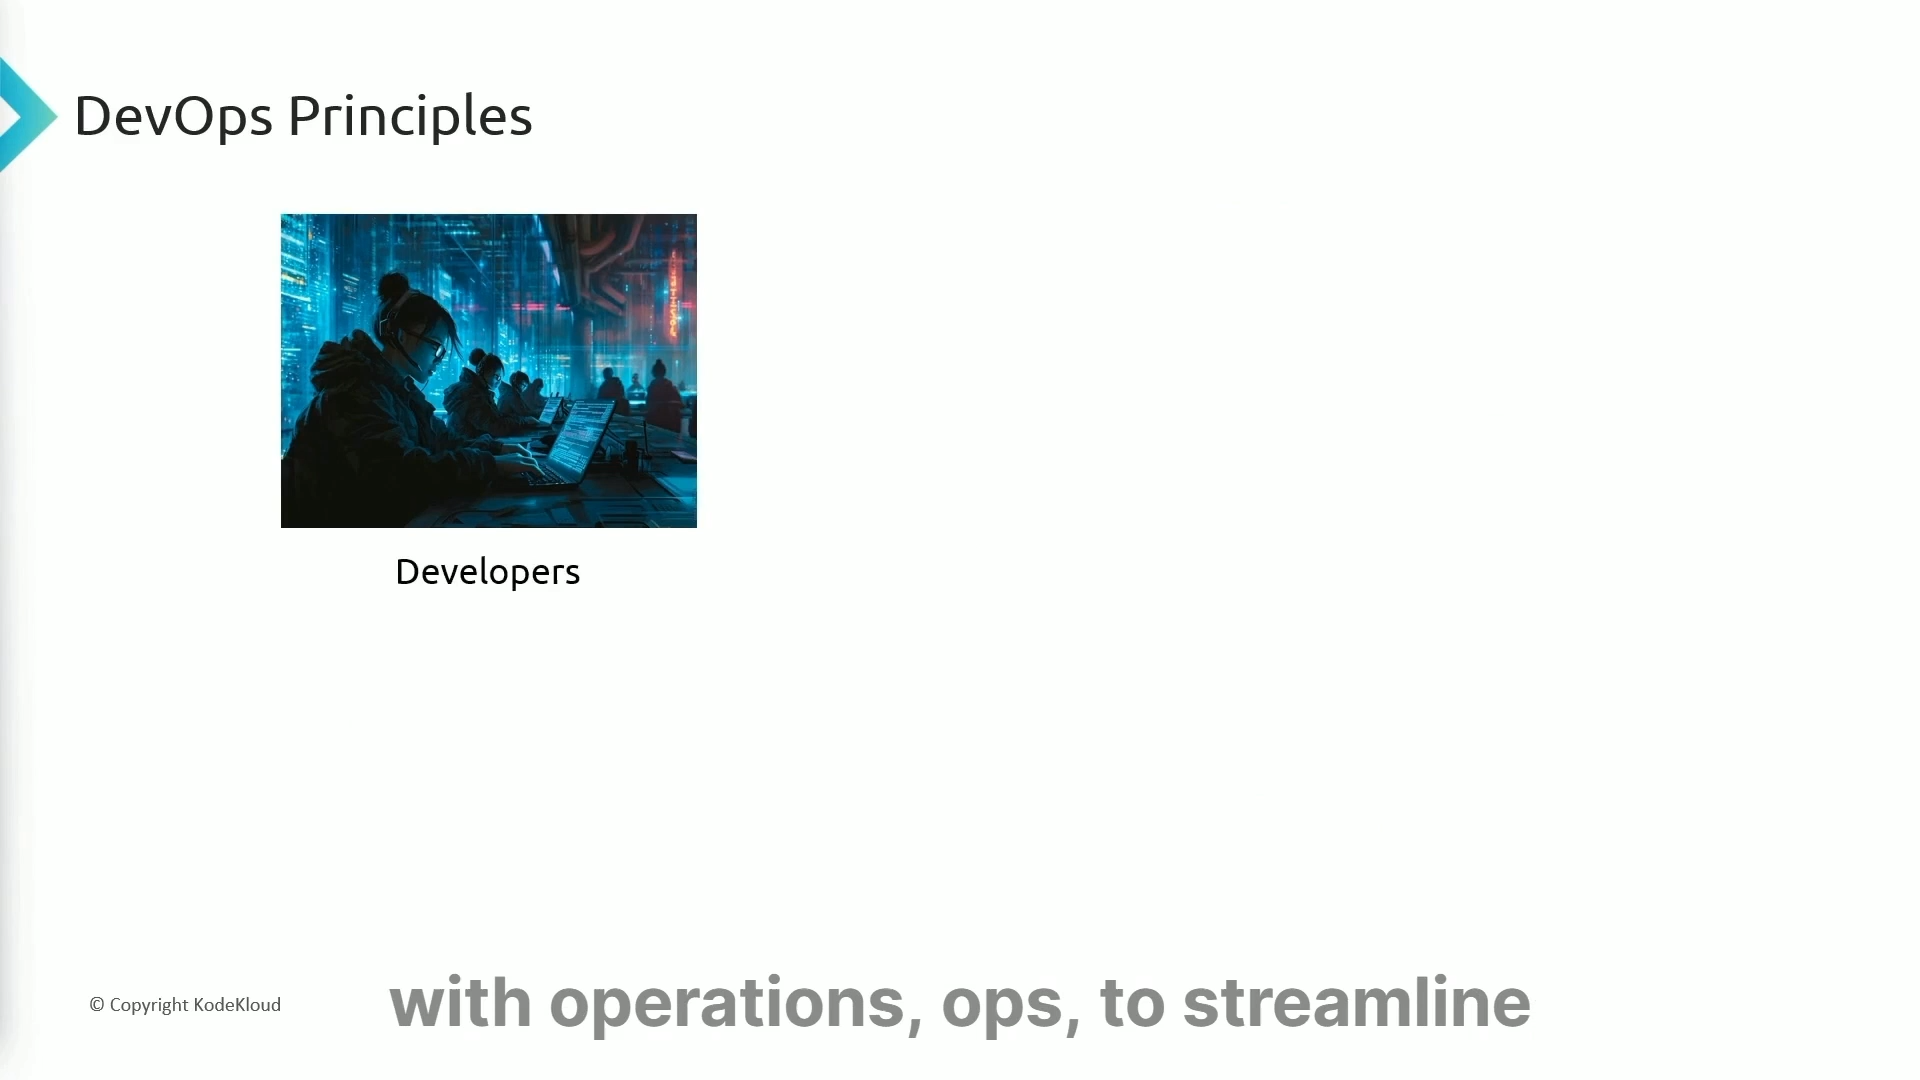 DevOps Principles
Developers
© Copyright KodeKloud
with operations, ops, to streamline